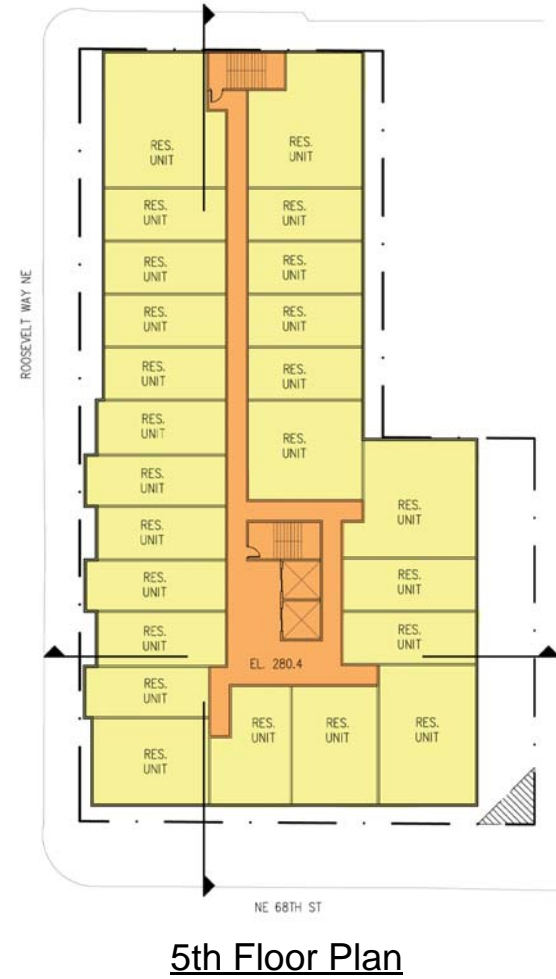 RES.
UNIT
RES.
UNIT
RES.
UNIT
RES.
UNIT
RES.
UNIT
RES.
UNIT
ROOSEVELT WAY NE
RES.
UNIT
RES.
UNIT
RES.
UNIT
RES.
UNIT
RES.
UNIT
RES.
UNIT
RES.
UNIT
RES.
UNIT
RES.
UNIT
RES.
UNIT
RES.
UNIT
RES.
UNIT
RES.
UNIT
EL. 280.4
RES.
UNIT
RES.
UNIT
RES.
UNIT
RES.
UNIT
RES.
UNIT
NE 68TH ST
5th Floor Plan